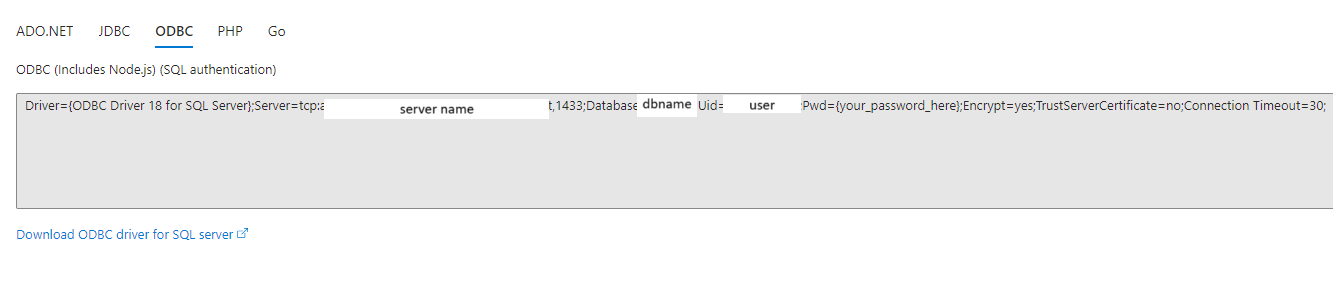 ADO.NET JDBC ODBC PHP Go
ODBC (Includes Node.js) (SQL authentication)
Driver={ODBC Driver 18 for SQL Server};Server=tcp:a server name t,1433;Database dbname Uid= user ;Pwd={your_password_here};Encrypt=yes;TrustServerCertificate=no;Connection Timeout=30;
Download ODBC driver for SQL server